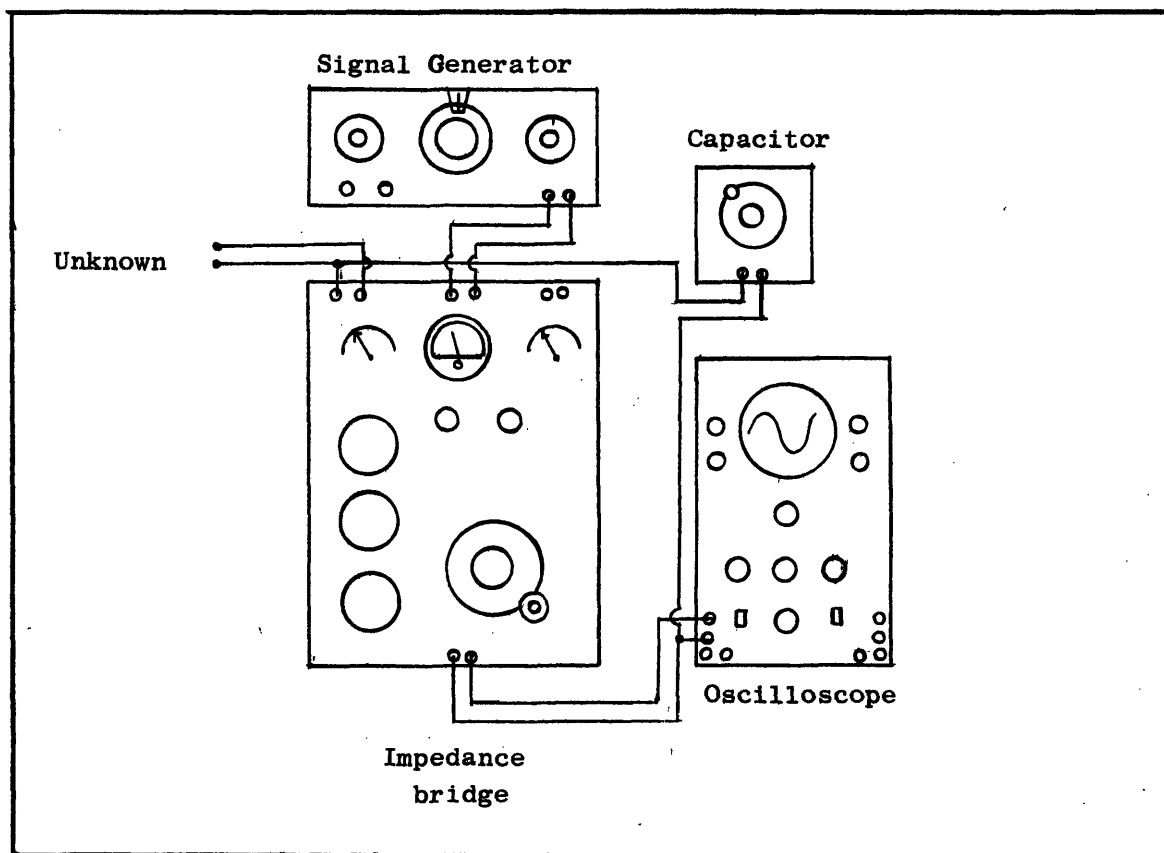 Signal Generator
Capacitor
Unknown
Oscilloscope
Impedance
bridge